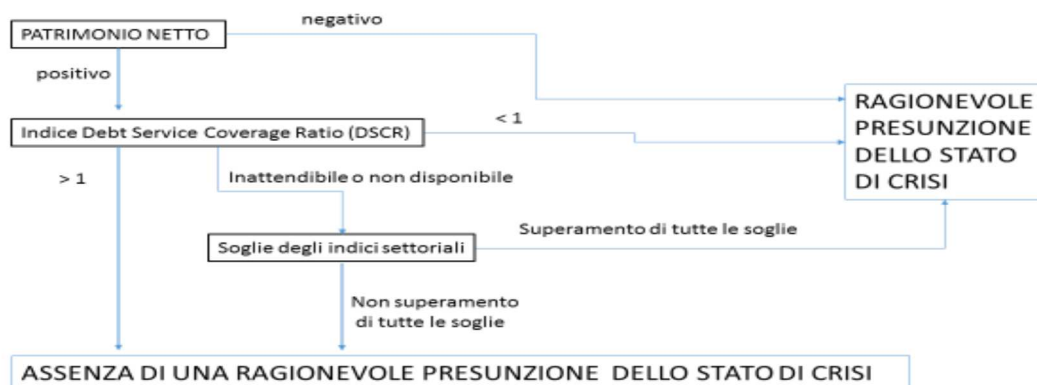 negativo
PATRIMONIO NETTO
positivo
RAGIONEVOLE
PRESUNZIONE
DELLO STATO
DI CRISI
< 1
Indice Debt Service Coverage Ratio (DSCR)
> 1
Inattendibile o non disponibile
Superamento di tutte le soglie
Soglie degli indici settoriali
Non superamento
di tutte le soglie
ASSENZA DI UNA RAGIONEVOLE PRESUNZIONE DELLO STATO DI CRISI